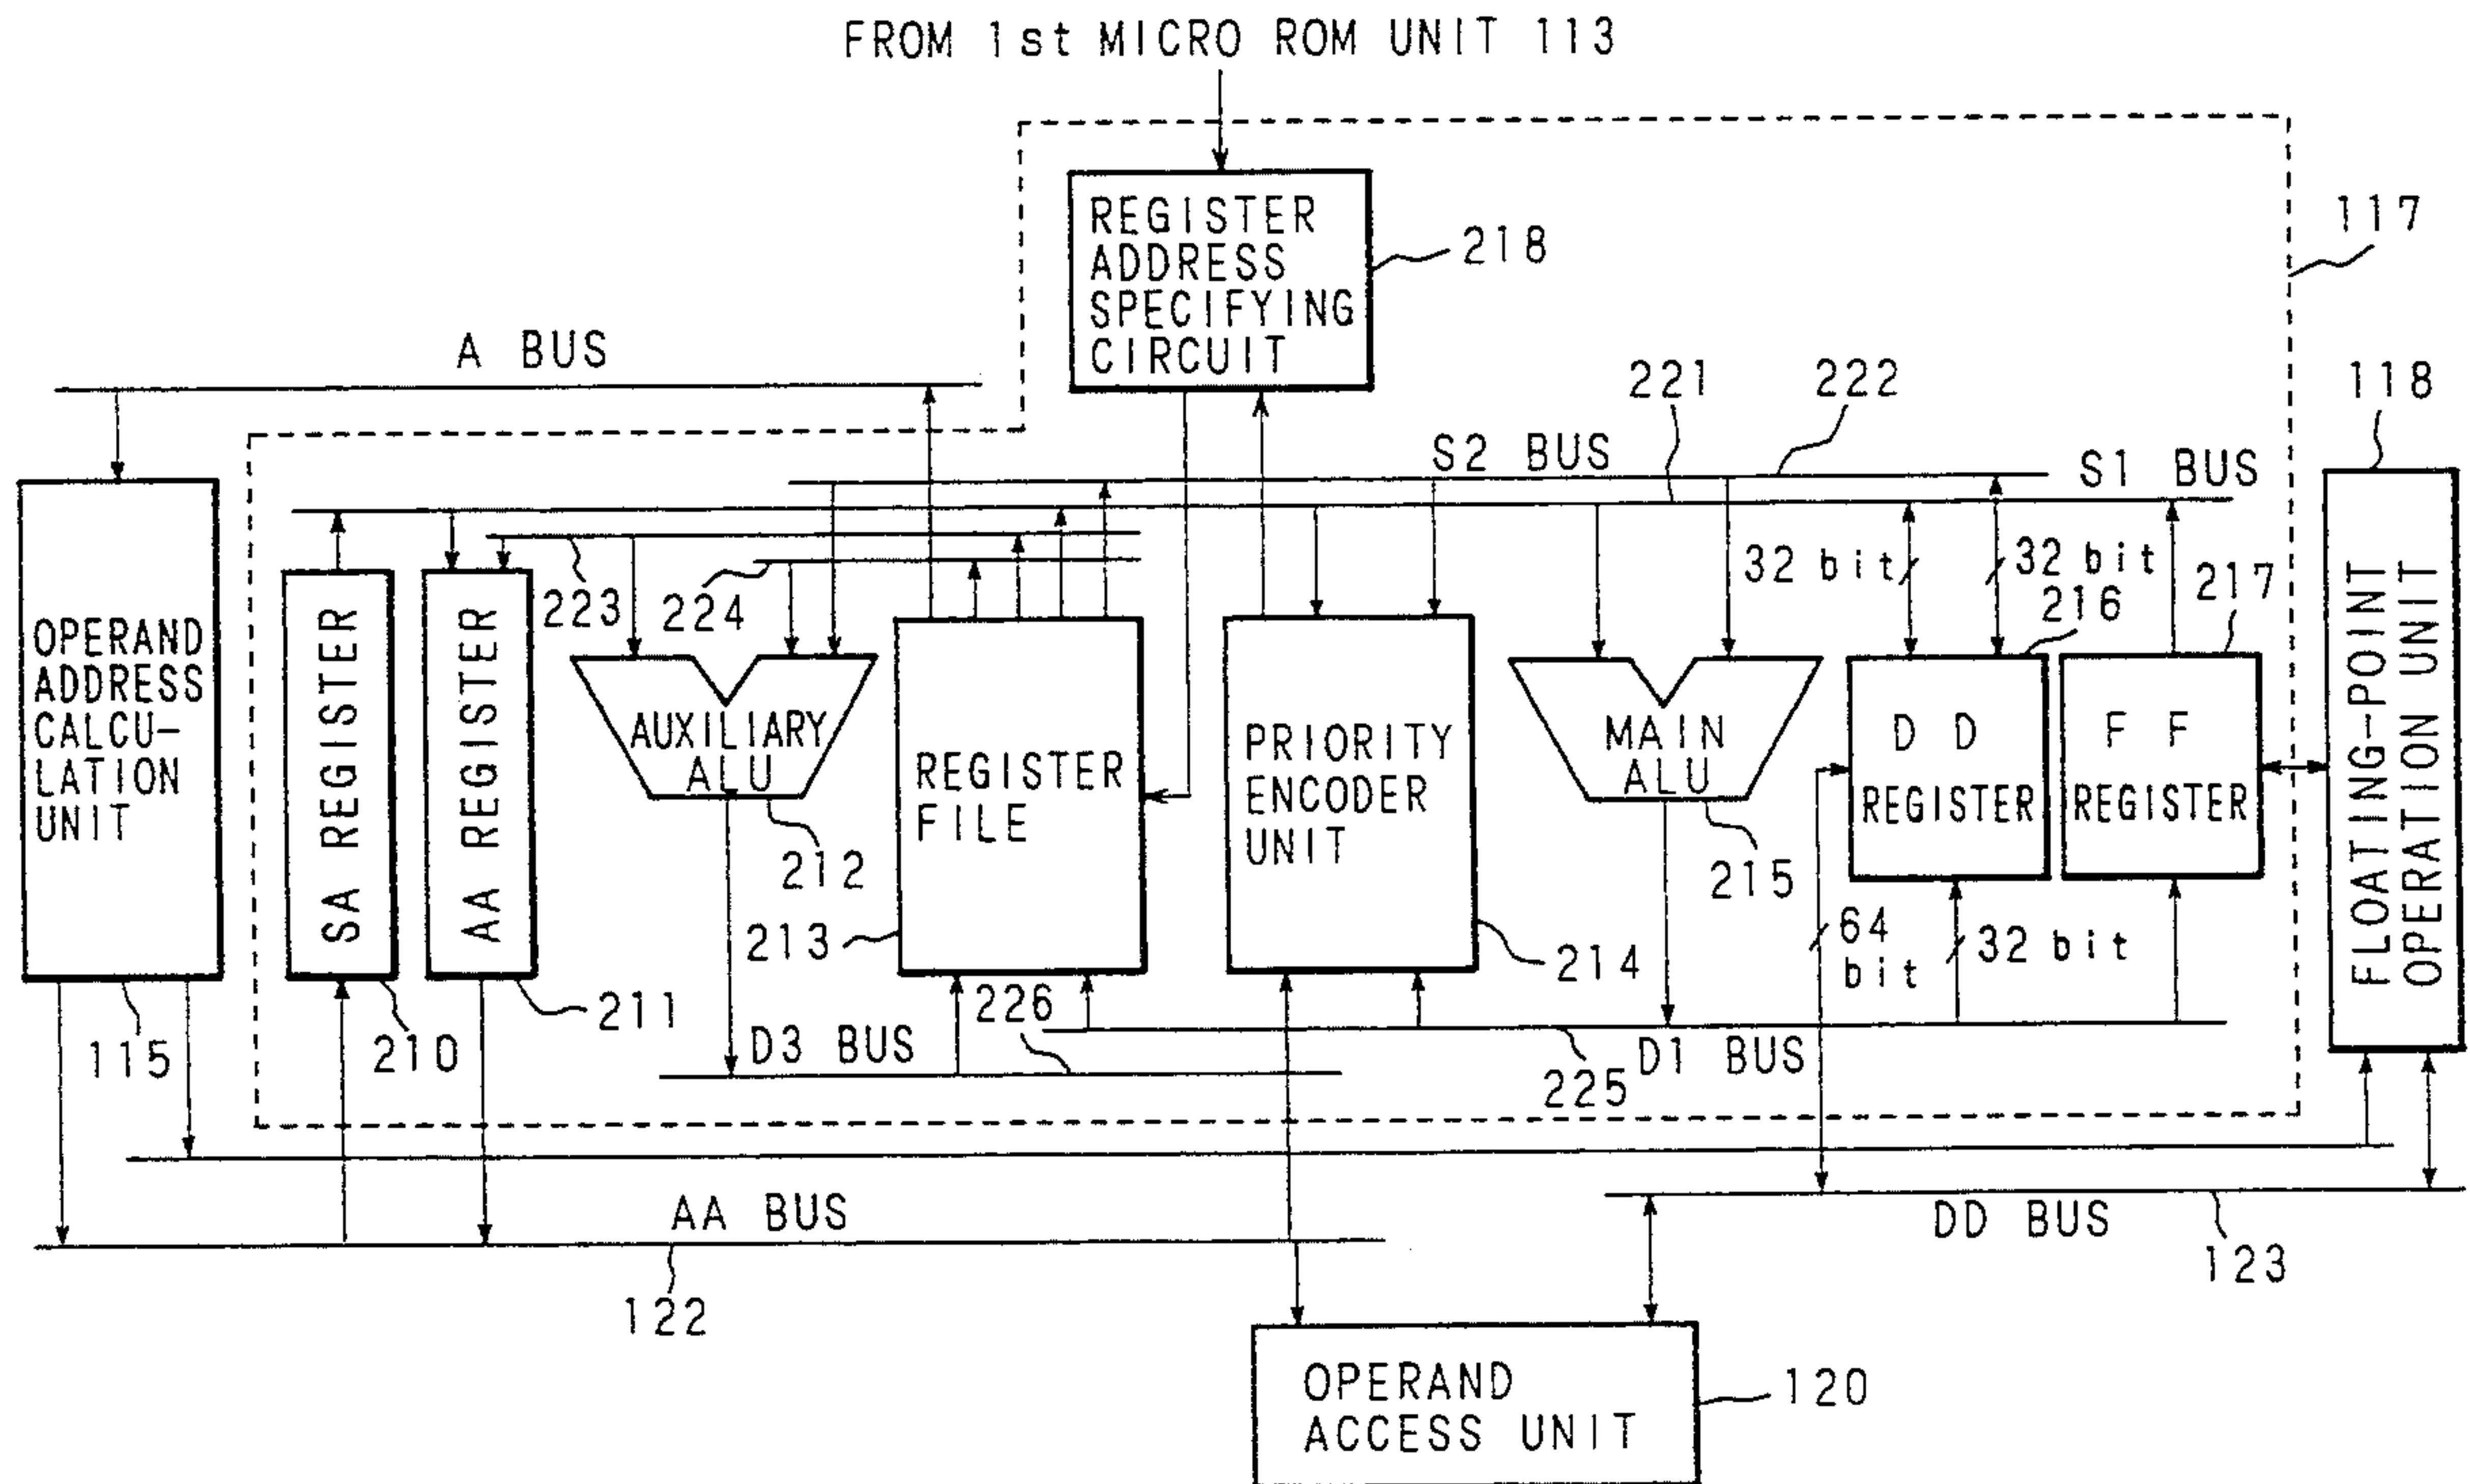 FROM 1st MICRO ROM UNIT 113
REGISTER
ADDRESS
SPECIFYING
CIRCUIT
218
117
A BUS
221
222
118
S2 BUS
S1 BUS
223
224
32 bit
32 bit
216
217
OPERAND
ADDRESS
CALCU-
LATION
UNIT
SA REGISTER
AA REGISTER
AUXILIARY
ALU
REGISTER
FILE
PRIORITY
ENCODER
UNIT
MAIN
ALU
D D
REGISTER
F F
REGISTER
FLOATING-POINT
OPERATION UNIT
212
213
215
214
64
bit
32 bit
115
210
211
226
D3 BUS
225
D1 BUS
AA BUS
122
DD BUS
123
OPERAND
ACCESS UNIT
120